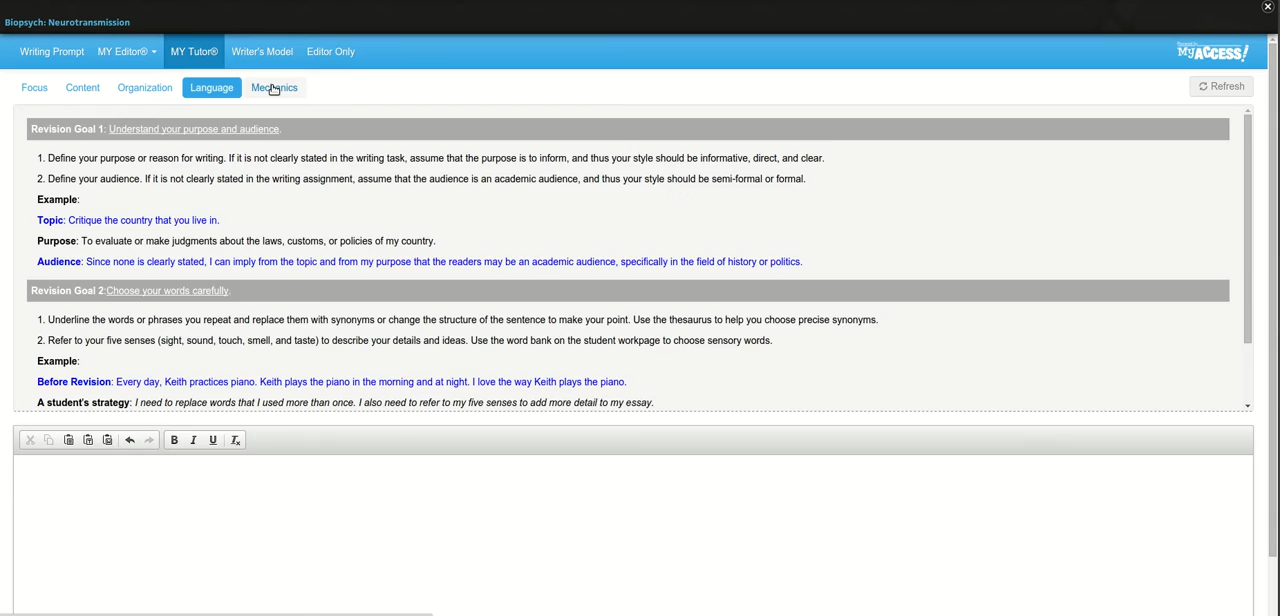 Biopsych: Neurotransmission
Writing Prompt MY Editor® MY Tutor® Writer's Model Editor Only
MyAccess!
Focus Content Organization Language Mechanics Refresh
Revision Goal 1: Understand your purpose and audience.
1. Define your purpose or reason for writing. If it is not clearly stated in the writing task, assume that the purpose is to inform, and thus your style should be informative, direct, and clear.
2. Define your audience. If it is not clearly stated in the writing assignment, assume that the audience is an academic audience, and thus your style should be semi-formal or formal.
Example:
Topic: Critique the country that you live in.
Purpose: To evaluate or make judgments about the laws, customs, or policies of my country.
Audience: Since none is clearly stated, I can imply from the topic and from my purpose that the readers may be an academic audience, specifically in the field of history or politics.
Revision Goal 2:Choose your words carefully.
1. Underline the words or phrases you repeat and replace them with synonyms or change the structure of the sentence to make your point. Use the thesaurus to help you choose precise synonyms.
2. Refer to your five senses (sight, sound, touch, smell, and taste) to describe your details and ideas. Use the word bank on the student workpage to choose sensory words.
Example:
Before Revision: Every day, Keith practices piano. Keith plays the piano in the morning and at night. I love the way Keith plays the piano.
A student's strategy: I need to replace words that I used more than once. I also need to refer to my five senses to add more detail to my essay.
B I U Tx